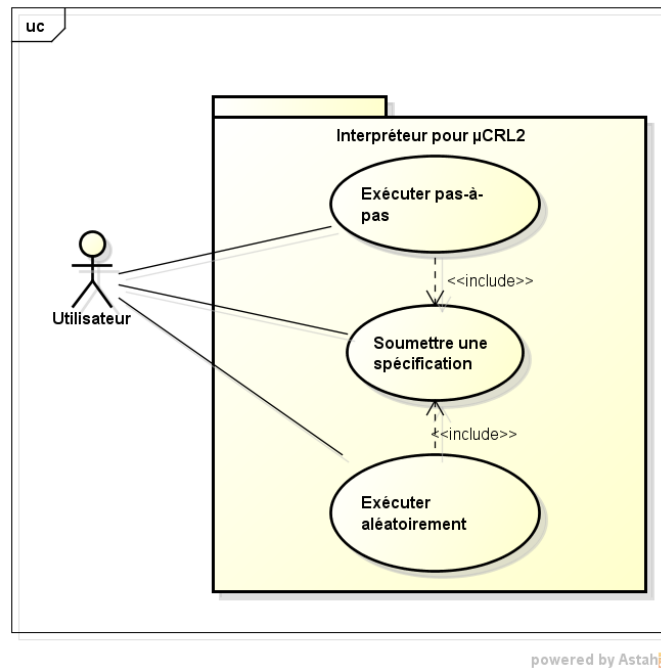 uc
Interpréteur pour µCRL2
Exécuter pas-à-
pas
<<include>>
Utilisateur
Soumettre une
spécification
<<include>>
Exécuter
aléatoirement
powered by Astah